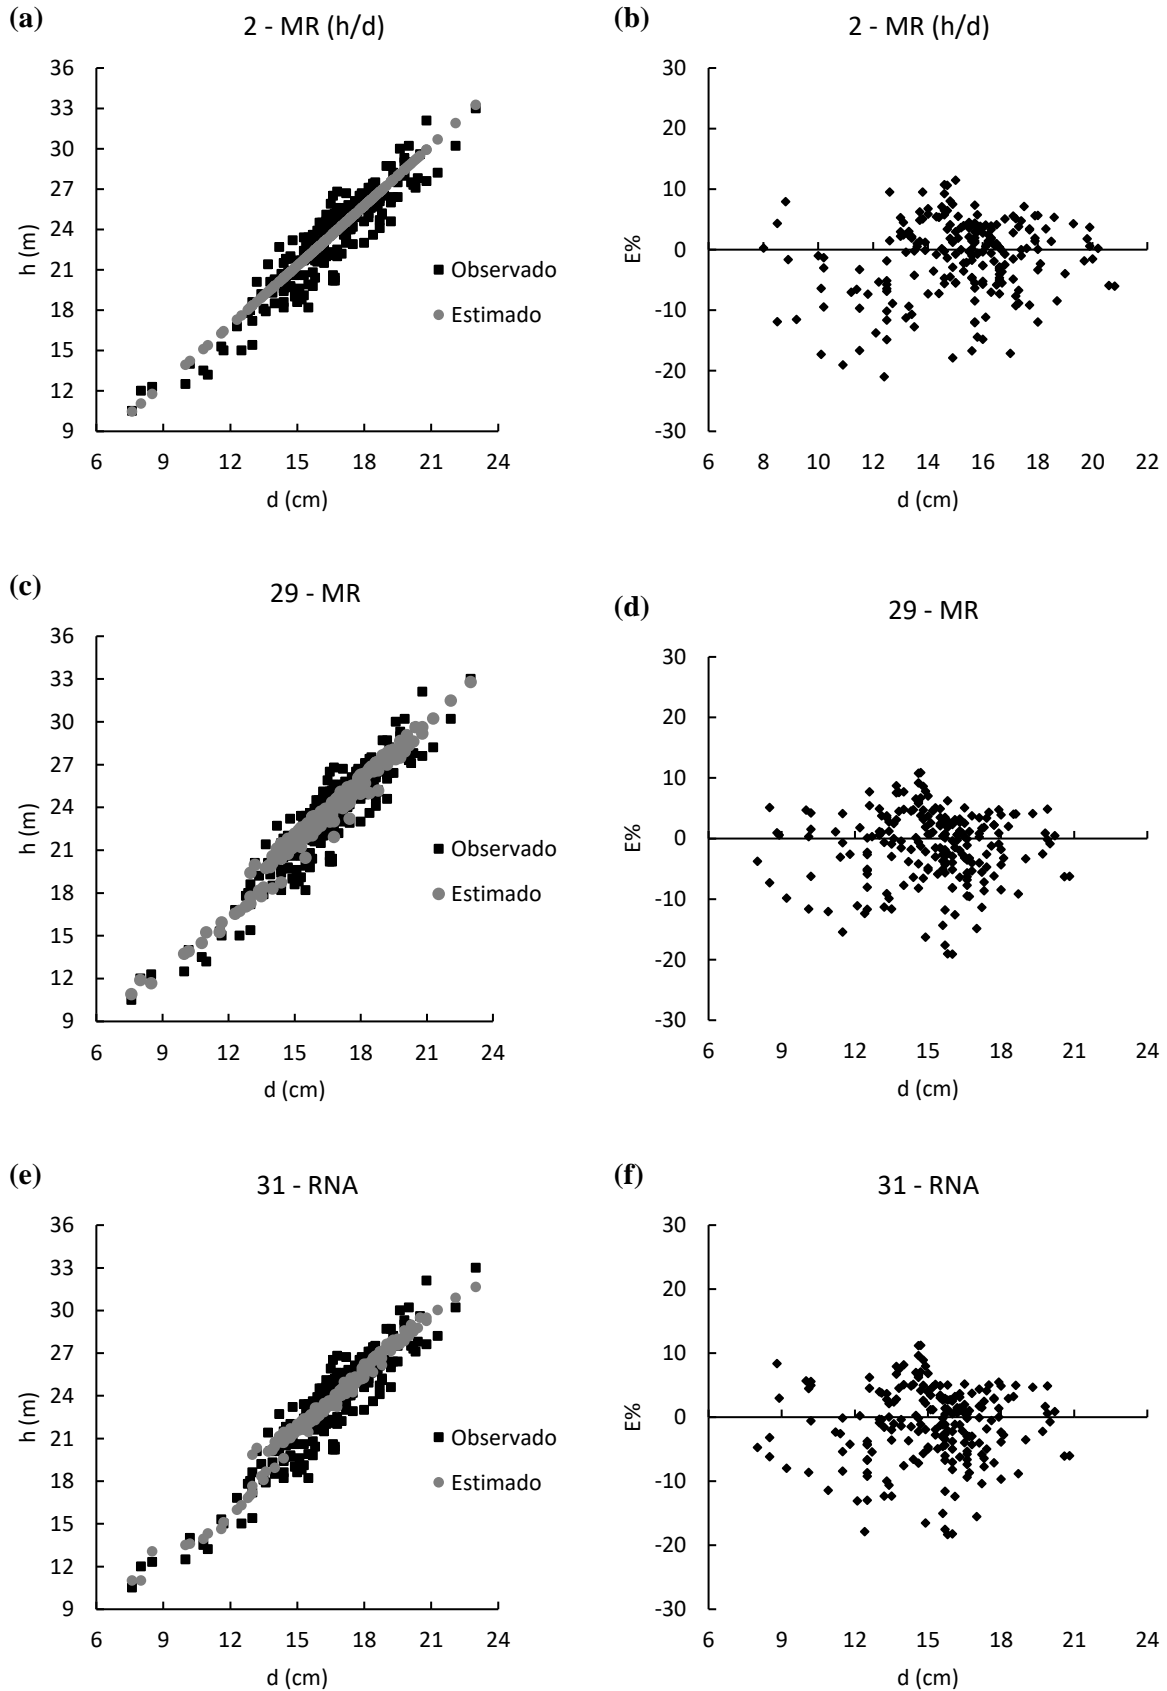 (a)
2 - MR (h/d)
36
33
30
27
24
21
18
15
12
9
h (m)
Observado
Estimado
6 9 12 15 18 21 24
d (cm)
(b)
2 - MR (h/d)
30
20
10
0
-10
-20
-30
E%
6 8 10 12 14 16 18 20 22
d (cm)
(c)
29 - MR
36
33
30
27
24
21
18
15
12
9
h (m)
Observado
Estimado
6 9 12 15 18 21 24
d (cm)
(d)
29 - MR
30
20
10
0
-10
-20
-30
E%
6 9 12 15 18 21 24
d (cm)
(e)
31 - RNA
36
33
30
27
24
21
18
15
12
9
h (m)
Observado
Estimado
6 9 12 15 18 21 24
d (cm)
(f)
31 - RNA
30
20
10
0
-10
-20
-30
E%
6 9 12 15 18 21 24
d (cm)